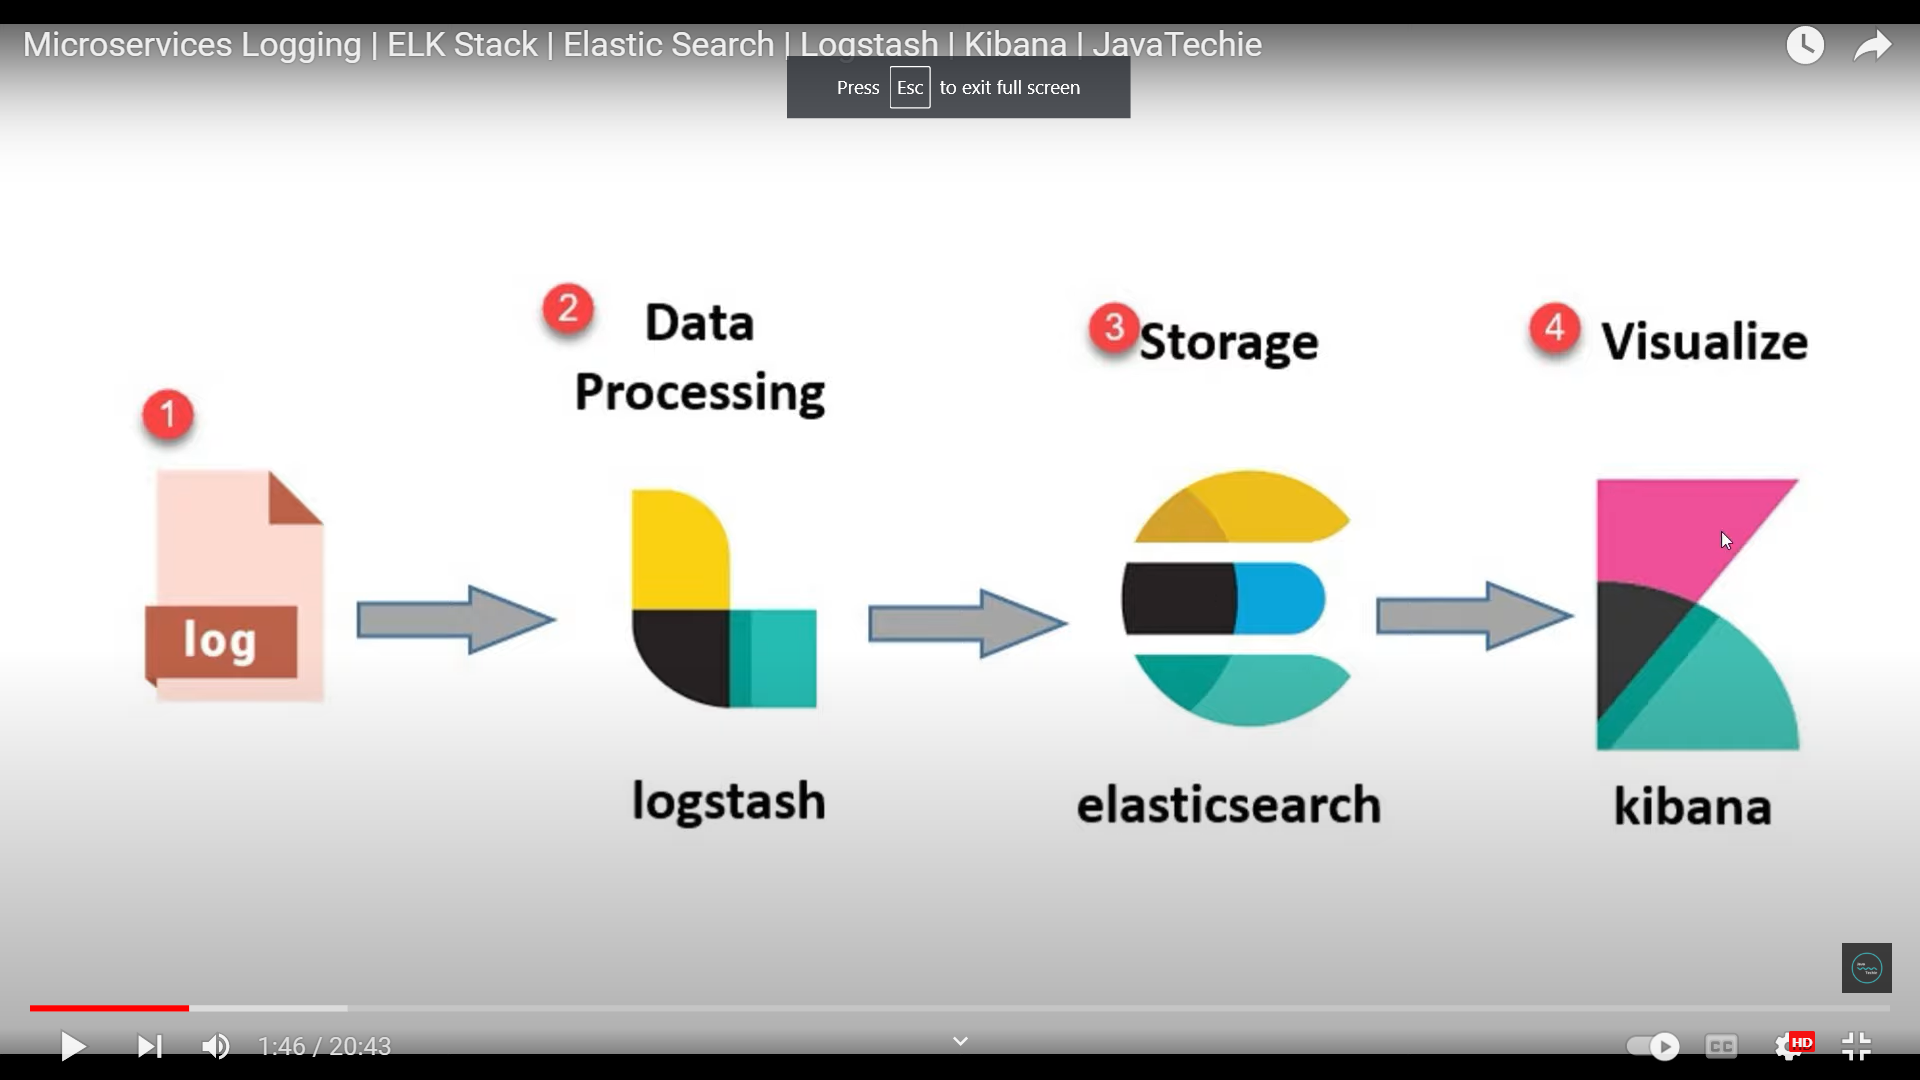 Microservices Logging | ELK Stack | Elastic Search | Logstash | Kibana | JavaTechie
Press Esc to exit full screen
1
2
Data
Processing
3
Storage
4
Visualize
log
logstash
elasticsearch
kibana
1:46 / 20:43
CC
HD